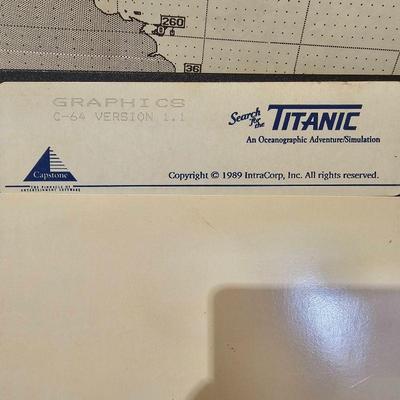 260
0
36
GRAPHICS
C-64 VERSION 1.1
Search for the TITANIC
An Oceanographic Adventure/Simulation
Capstone
THE PINNACLE OF
ENTERTAINMENT SOFTWARE
Copyright © 1989 IntraCorp, Inc. All rights reserved.